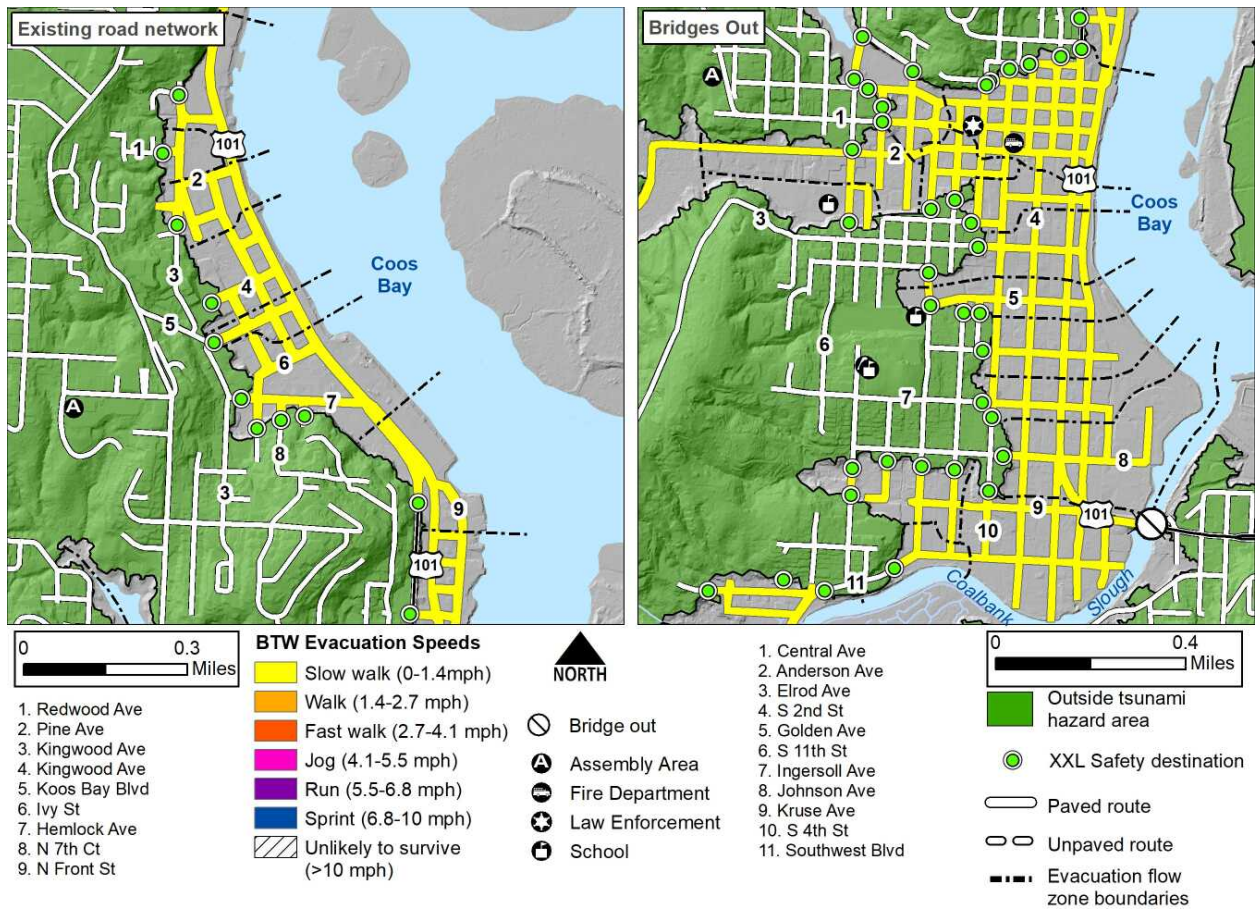 Existing road network
101
1
2
3
4
Coos
Bay
5
6
7
8
3
9
101
A
Bridges Out
A
1
2
101
3
4
Coos
Bay
5
6
7
8
9
101
10
11
Coalbank
Slough
0 0.3
Miles
1. Redwood Ave
2. Pine Ave
3. Kingwood Ave
4. Kingwood Ave
5. Koos Bay Blvd
6. Ivy St
7. Hemlock Ave
8. N 7th Ct
9. N Front St
BTW Evacuation Speeds
Slow walk (0-1.4mph)
Walk (1.4-2.7 mph)
Fast walk (2.7-4.1 mph)
Jog (4.1-5.5 mph)
Run (5.5-6.8 mph)
Sprint (6.8-10 mph)
Unlikely to survive
(>10 mph)
NORTH
Bridge out
A Assembly Area
Fire Department
Law Enforcement
School
1. Central Ave
2. Anderson Ave
3. Elrod Ave
4. S 2nd St
5. Golden Ave
6. S 11th St
7. Ingersoll Ave
8. Johnson Ave
9. Kruse Ave
10. S 4th St
11. Southwest Blvd
0 0.4
Miles
Outside tsunami
hazard area
XXL Safety destination
Paved route
Unpaved route
Evacuation flow
zone boundaries